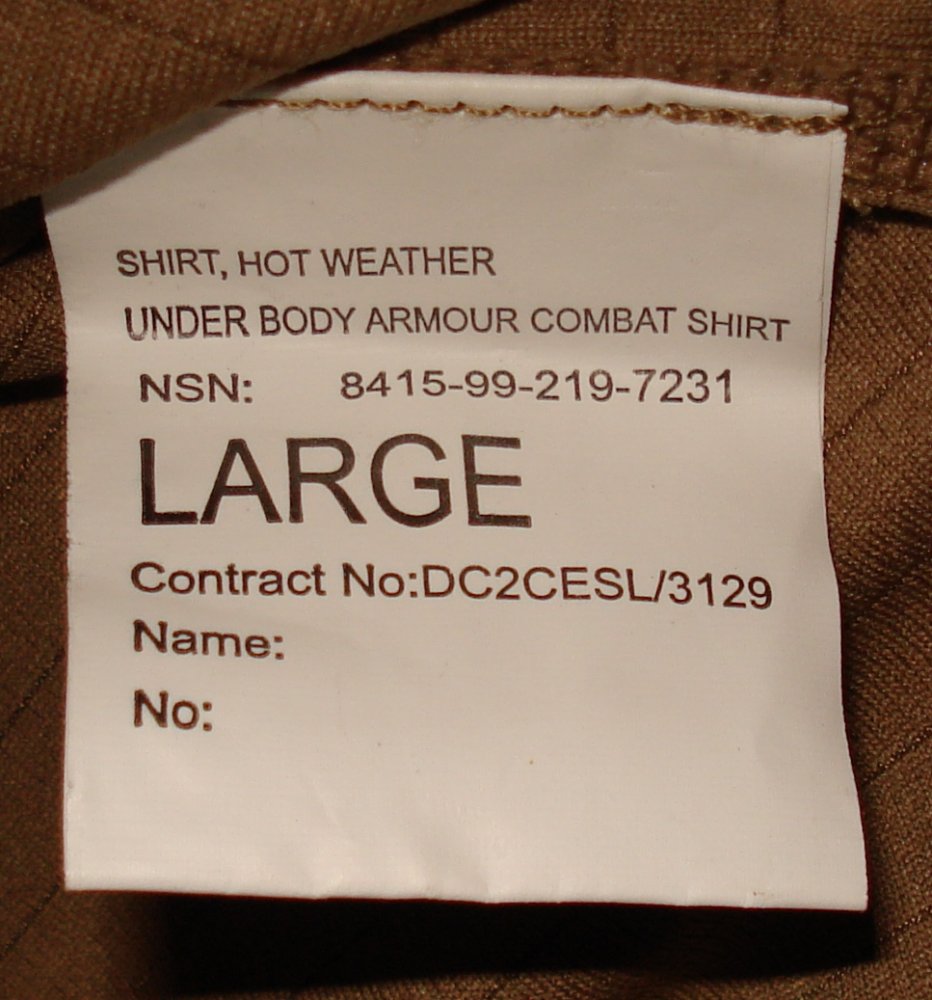 SHIRT, HOT WEATHER
UNDER BODY ARMOUR COMBAT SHIRT
NSN: 8415-99-219-7231
LARGE
Contract No:DC2CESL/3129
Name:
No: